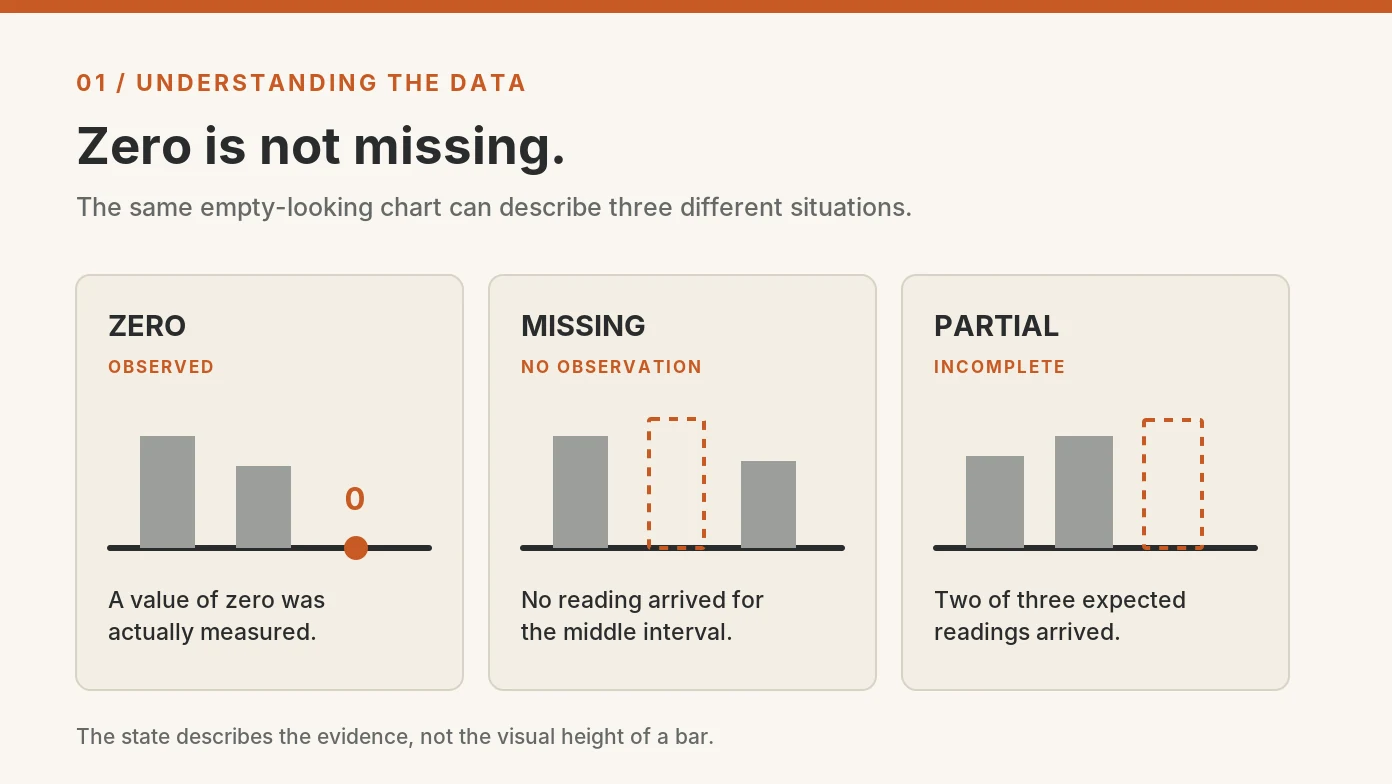 01 / UNDERSTANDING THE DATA
Zero is not missing.
The same empty-looking chart can describe three different situations.
ZERO
OBSERVED
0
A value of zero was
actually measured.
MISSING
NO OBSERVATION
No reading arrived for
the middle interval.
PARTIAL
INCOMPLETE
Two of three expected
readings arrived.
The state describes the evidence, not the visual height of a bar.